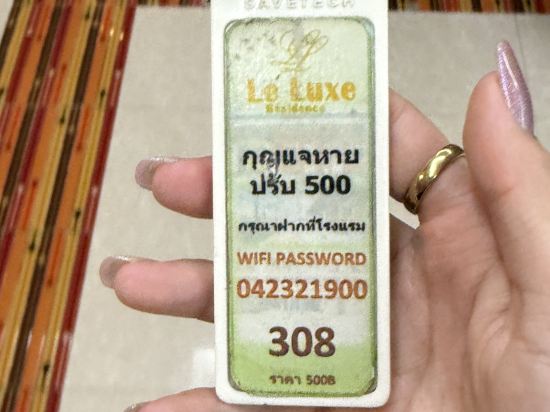 SAVETECH
Le Luxe
Residence
กุญแจหาย
ปรับ 500
กรุณาฝากที่โรงแรม
WIFI PASSWORD
042321900
308
ราคา 500B